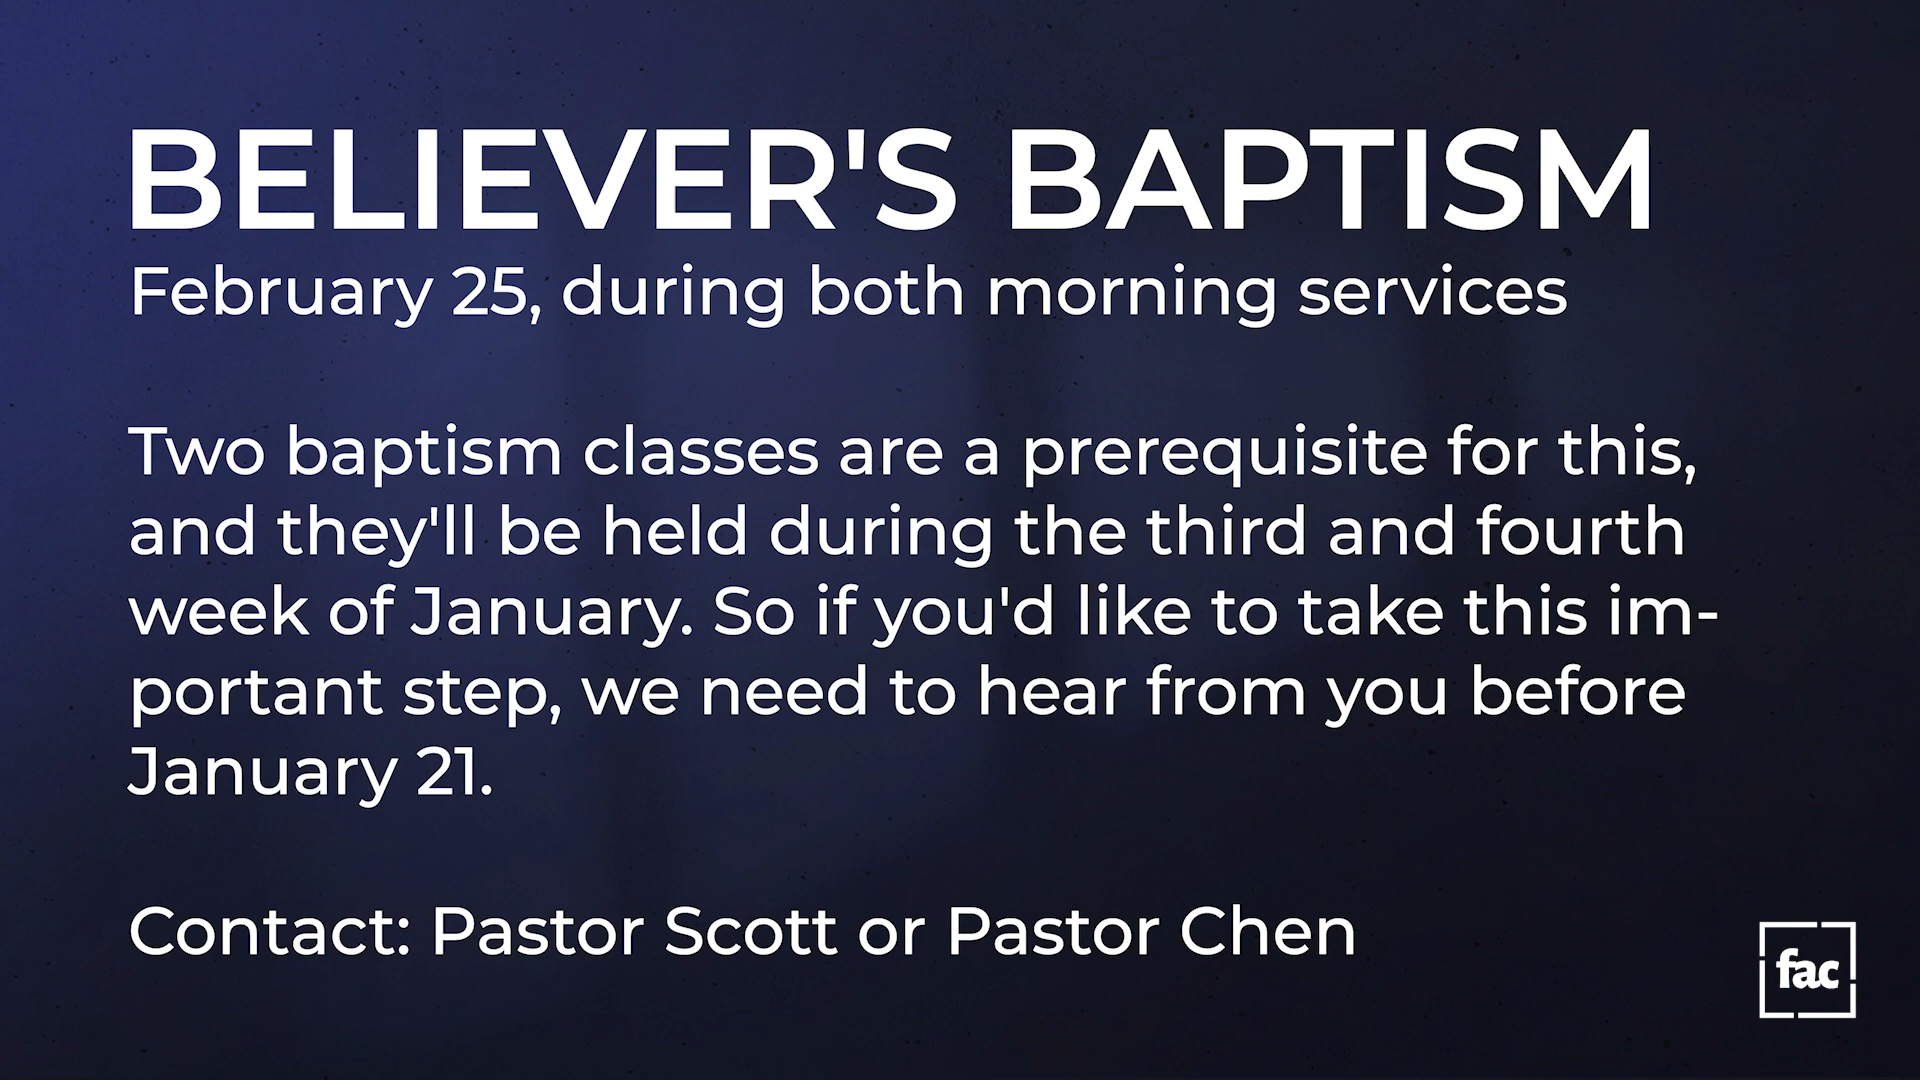 BELIEVER'S BAPTISM
February 25, during both morning services
Two baptism classes are a prerequisite for this,
and they'll be held during the third and fourth
week of January. So if you'd like to take this im-
portant step, we need to hear from you before
January 21.
Contact: Pastor Scott or Pastor Chen
fac